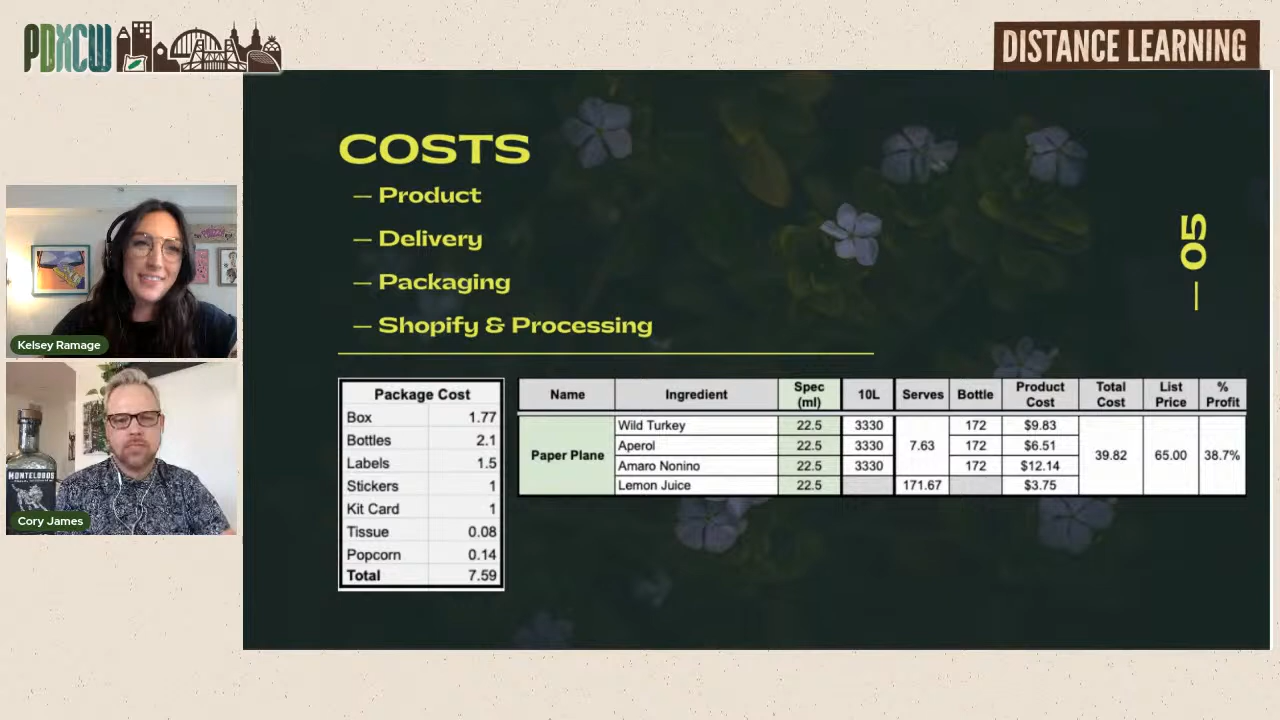 PDXCW
DISTANCE LEARNING
COSTS
— Product
— Delivery
— Packaging
— Shopify & Processing
— 05
Kelsey Ramage
MONTELOBOS
Cory James
Package Cost
Box 1.77
Bottles 2.1
Labels 1.5
Stickers 1
Kit Card 1
Tissue 0.08
Popcorn 0.14
Total 7.59
Name Ingredient Spec (ml) 10L Serves Bottle Product Cost Total Cost List Price % Profit
Paper Plane Wild Turkey 22.5 3330 7.63 172 $9.83 39.82 65.00 38.7%
Aperol 22.5 3330 172 $6.51
Amaro Nonino 22.5 3330 172 $12.14
Lemon Juice 22.5 171.67 $3.75